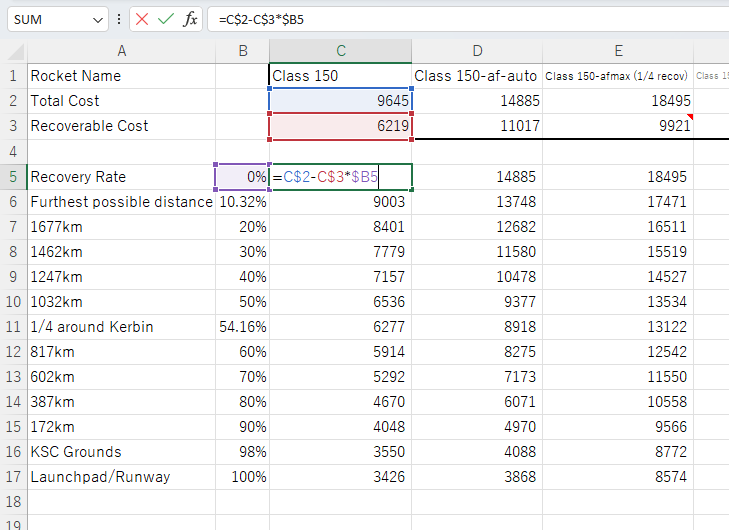 SUM =C$2-C$3*$B5
A B C D E
1 Rocket Name Class 150 Class 150-af-auto Class 150-afmax (1/4 recov) Class 1
2 Total Cost 9645 14885 18495
3 Recoverable Cost 6219 11017 9921
4
5 Recovery Rate 0% =C$2-C$3*$B5 14885 18495
6 Furthest possible distance 10.32% 9003 13748 17471
7 1677km 20% 8401 12682 16511
8 1462km 30% 7779 11580 15519
9 1247km 40% 7157 10478 14527
10 1032km 50% 6536 9377 13534
11 1/4 around Kerbin 54.16% 6277 8918 13122
12 817km 60% 5914 8275 12542
13 602km 70% 5292 7173 11550
14 387km 80% 4670 6071 10558
15 172km 90% 4048 4970 9566
16 KSC Grounds 98% 3550 4088 8772
17 Launchpad/Runway 100% 3426 3868 8574
18
19